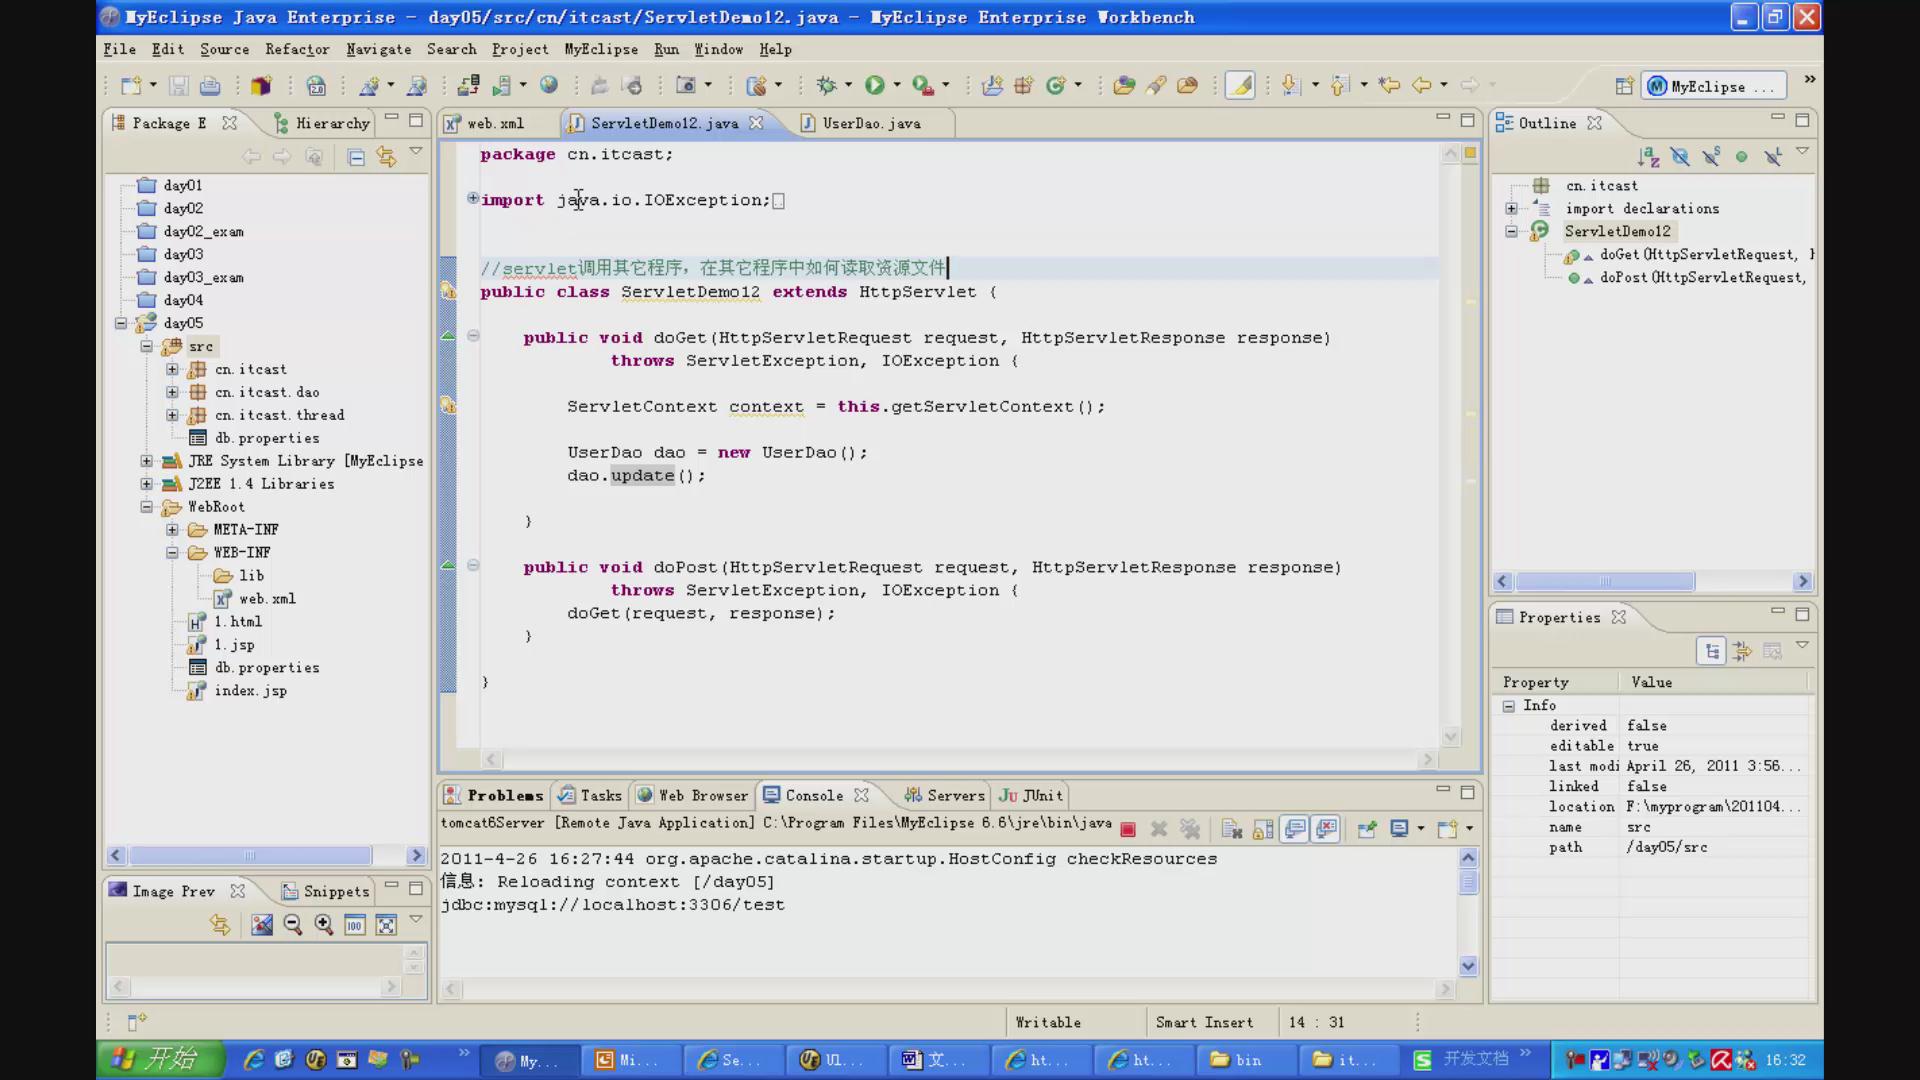 MyEclipse Java Enterprise - day05/src/cn/itcast/ServletDemo12.java - MyEclipse Enterprise Workbench
File Edit Source Refactor Navigate Search Project MyEclipse Run Window Help
MyEclipse ...
Package E
Hierarchy
day01
day02
day02_exam
day03
day03_exam
day04
day05
src
cn.itcast
cn.itcast.dao
cn.itcast.thread
db.properties
JRE System Library [MyEclipse
J2EE 1.4 Libraries
WebRoot
META-INF
WEB-INF
lib
web.xml
1.html
1.jsp
db.properties
index.jsp
Image Prev
Snippets
web.xml
ServletDemo12.java
UserDao.java
package cn.itcast;
import java.io.IOException;
//servlet调用其它程序，在其它程序中如何读取资源文件
public class ServletDemo12 extends HttpServlet {
public void doGet(HttpServletRequest request, HttpServletResponse response)
throws ServletException, IOException {
ServletContext context = this.getServletContext();
UserDao dao = new UserDao();
dao.update();
}
public void doPost(HttpServletRequest request, HttpServletResponse response)
throws ServletException, IOException {
doGet(request, response);
}
}
Problems
Tasks
Web Browser
Console
Servers
JUnit
tomcat6Server [Remote Java Application] C:\Program Files\MyEclipse 6.6\jre\bin\java
2011-4-26 16:27:44 org.apache.catalina.startup.HostConfig checkResources
信息: Reloading context [/day05]
jdbc:mysql://localhost:3306/test
Outline
cn.itcast
import declarations
ServletDemo12
doGet(HttpServletRequest, H
doPost(HttpServletRequest,
Properties
Property Value
Info
derived false
editable true
last modi April 26, 2011 3:56...
linked false
location F:\myprogram\201104...
name src
path /day05/src
Writable
Smart Insert
14 : 31
开始
My...
Mi...
Se...
Ul...
文...
ht...
ht...
bin
it...
开发文档
16:32